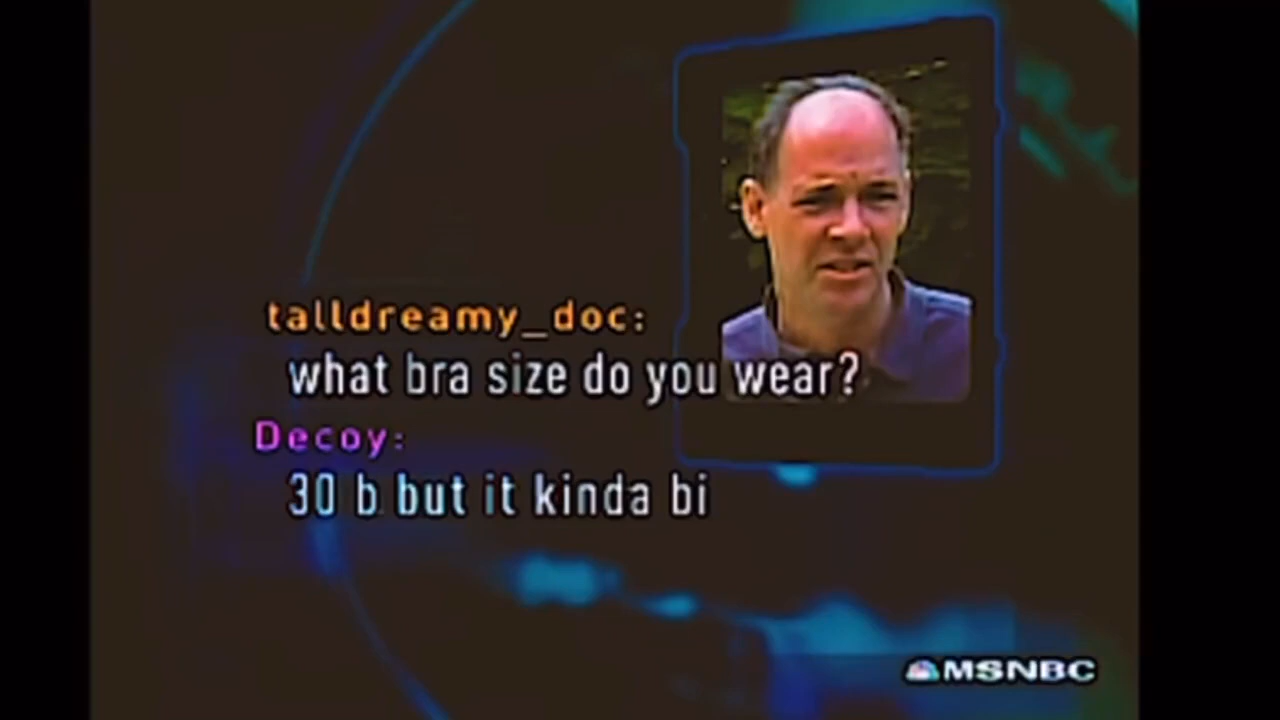 talldreamy_doc:
what bra size do you wear?
Decoy:
30 b but it kinda bi
MSNBC